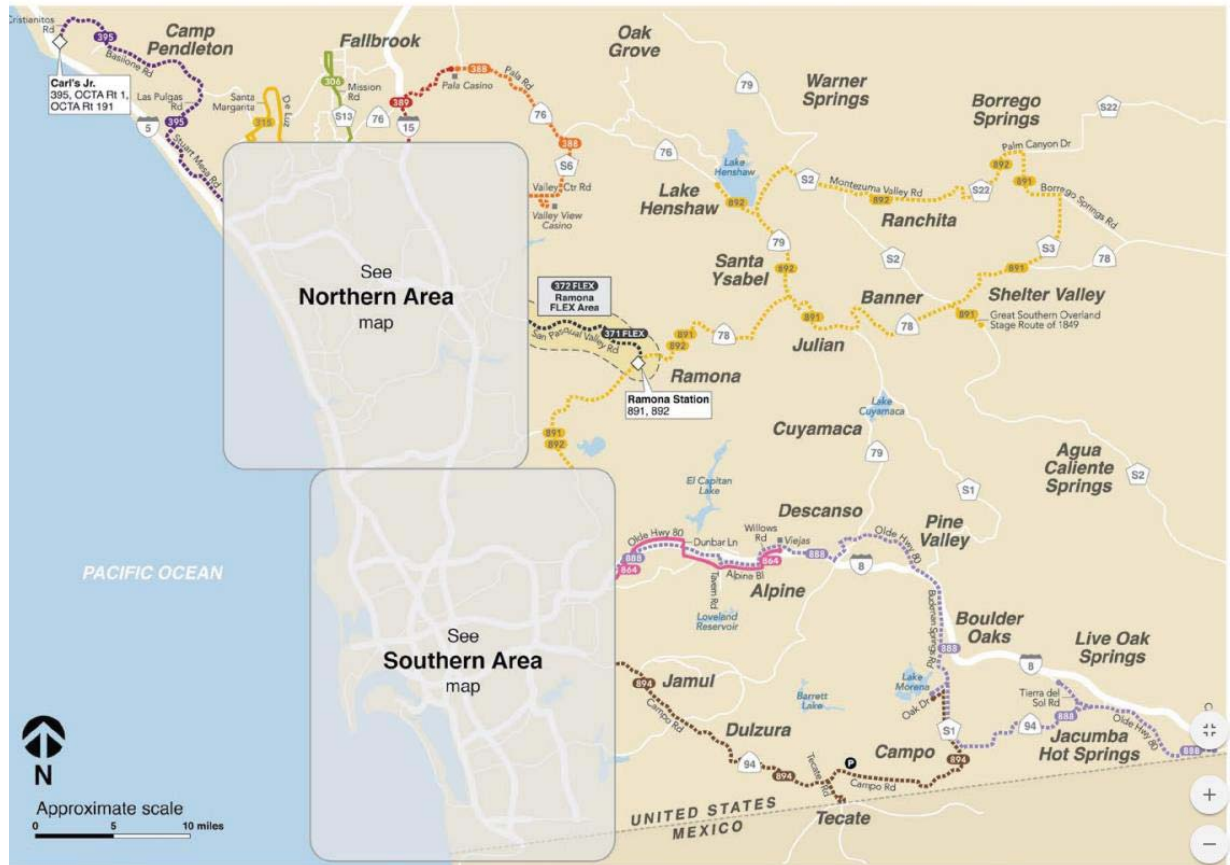 Cristianitos
Rd
395
Camp
Pendleton
Basilone Rd
Carl's Jr.
395, OCTA Rt 1,
OCTA Rt 191
Las Pulgas
Rd
395
5
Stuart Mesa Rd
Santa
Margarita
315
De Luz
Fallbrook
306
Mission
Rd
S13
76
389
15
Pala Casino
388
Pala Rd
76
388
S6
Valley Ctr Rd
Valley View
Casino
Oak
Grove
79
Warner
Springs
76
Lake
Henshaw
Lake
Henshaw
892
S2
Montezuma Valley Rd
892
Ranchita
Borrego
Springs
S22
Palm Canyon Dr
892
891
S22
Borrego Springs Rd
S3
78
79
Santa
Ysabel
892
S2
891
Banner
78
Shelter Valley
891
Great Southern Overland
Stage Route of 1849
891
Julian
See
Northern Area
map
372 FLEX
Ramona
FLEX Area
371 FLEX
San Pasqual Valley Rd
891
892
78
Ramona
Ramona Station
891, 892
891
892
Lake
Cuyamaca
Cuyamaca
79
S1
Agua
Caliente
Springs
S2
El Capitan
Lake
Descanso
Pine
Valley
Olde Hwy 80
888
864
Dunbar Ln
Willows
Rd
Viejas
864
888
Alpine Bl
Tavern Rd
Alpine
8
Olde Hwy 80
Loveland
Reservoir
Buckman Springs Rd
888
Boulder
Oaks
8
Live Oak
Springs
PACIFIC OCEAN
See
Southern Area
map
894
Jamul
Campo Rd
Barrett
Lake
Lake
Morena
Oak Dr
S1
Tierra del
Sol Rd
94
888
Olde Hwy 80
888
Jacumba
Hot Springs
Dulzura
94
894
Tecate Rd
P
Campo
Campo Rd
894
Tecate
UNITED STATES
MEXICO
N
Approximate scale
0 5 10 miles
+
−